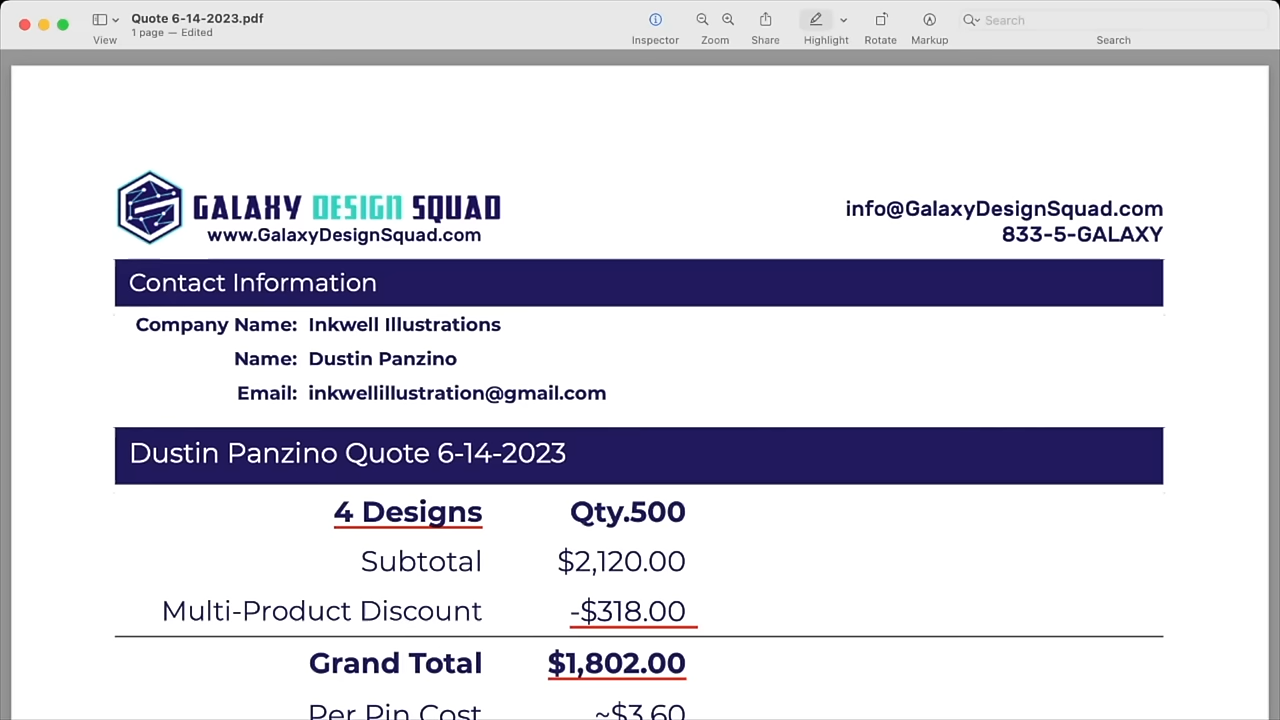 Quote 6-14-2023.pdf
1 page — Edited
View
Inspector
Zoom
Share
Highlight
Rotate
Markup
Search
Search
GALAXY DESIGN SQUAD
www.GalaxyDesignSquad.com
info@GalaxyDesignSquad.com
833-5-GALAXY
Contact Information
Company Name: Inkwell Illustrations
Name: Dustin Panzino
Email: inkwellillustration@gmail.com
Dustin Panzino Quote 6-14-2023
4 Designs Qty.500
Subtotal $2,120.00
Multi-Product Discount -$318.00
Grand Total $1,802.00
Per Pin Cost ~$3.60